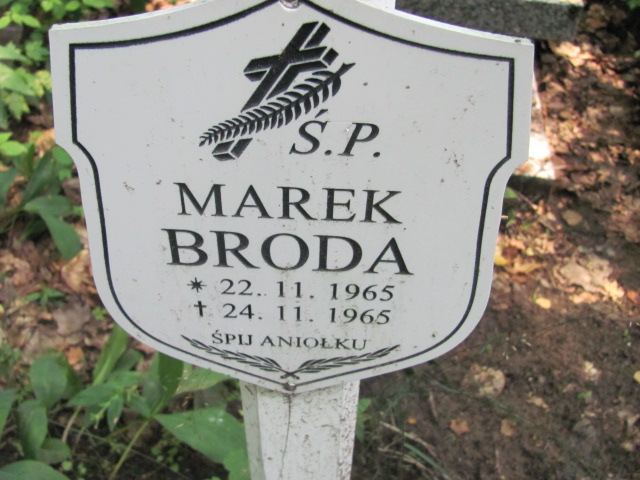 Ś.P.
MAREK
BRODA
* 22. 11. 1965
† 24. 11. 1965
ŚPIJ ANIOŁKU